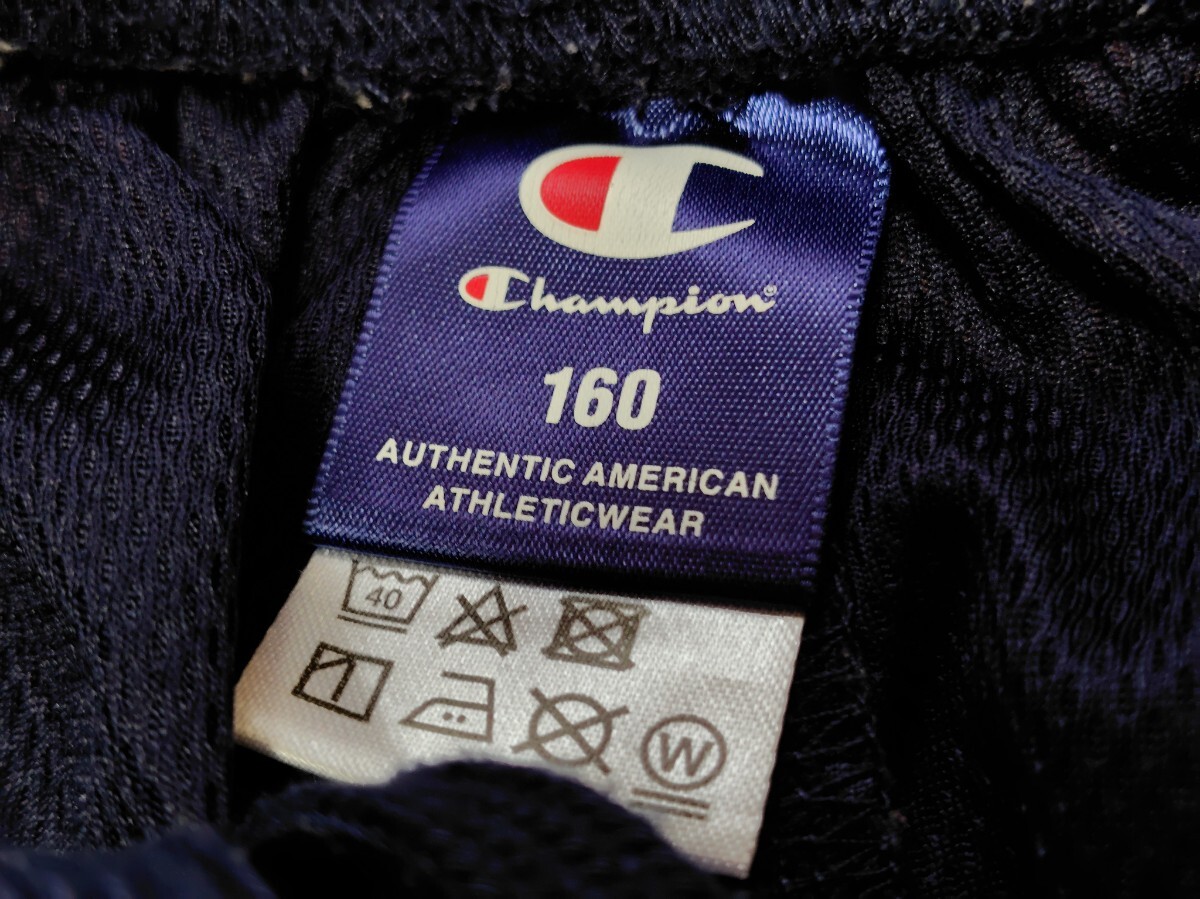 Champion®
160
AUTHENTIC AMERICAN
ATHLETICWEAR
40
W